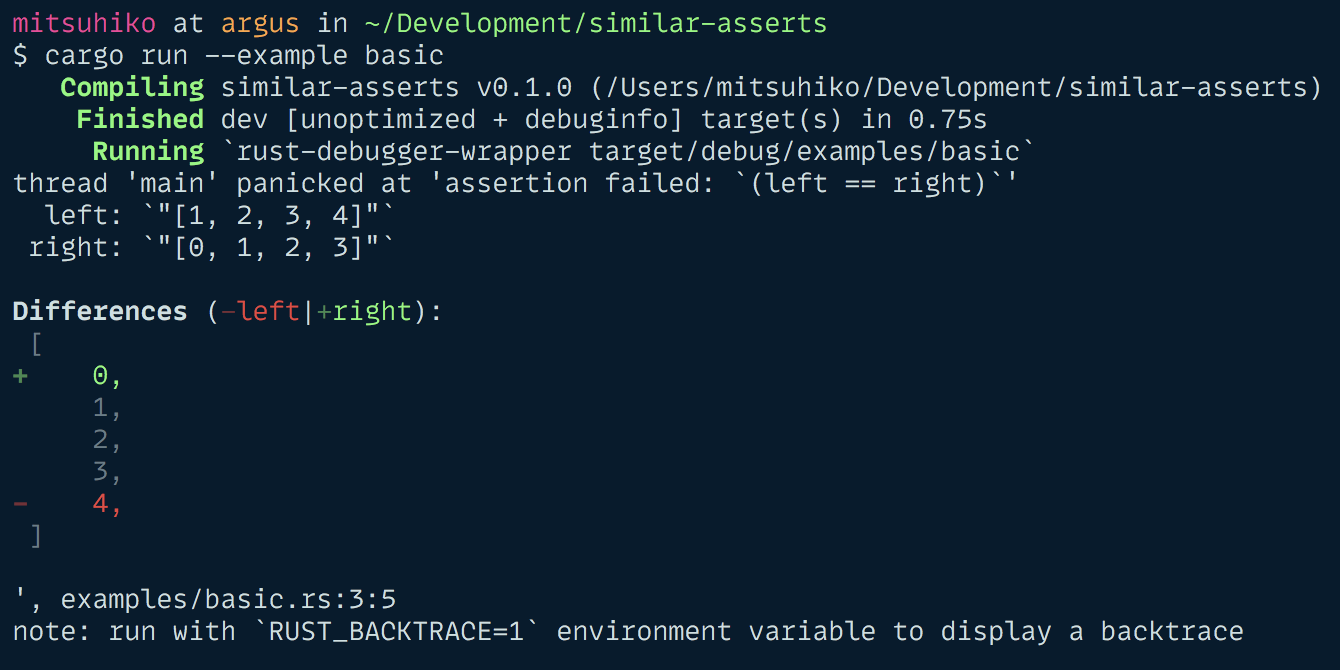 mitsuhiko at argus in ~/Development/similar-asserts
$ cargo run --example basic
   Compiling similar-asserts v0.1.0 (/Users/mitsuhiko/Development/similar-asserts)
    Finished dev [unoptimized + debuginfo] target(s) in 0.75s
     Running `rust-debugger-wrapper target/debug/examples/basic`
thread 'main' panicked at 'assertion failed: `(left == right)`'
  left: `"[1, 2, 3, 4]"`
 right: `"[0, 1, 2, 3]"`

Differences (-left|+right):
 [
+    0,
     1,
     2,
     3,
-    4,
 ]

', examples/basic.rs:3:5
note: run with `RUST_BACKTRACE=1` environment variable to display a backtrace